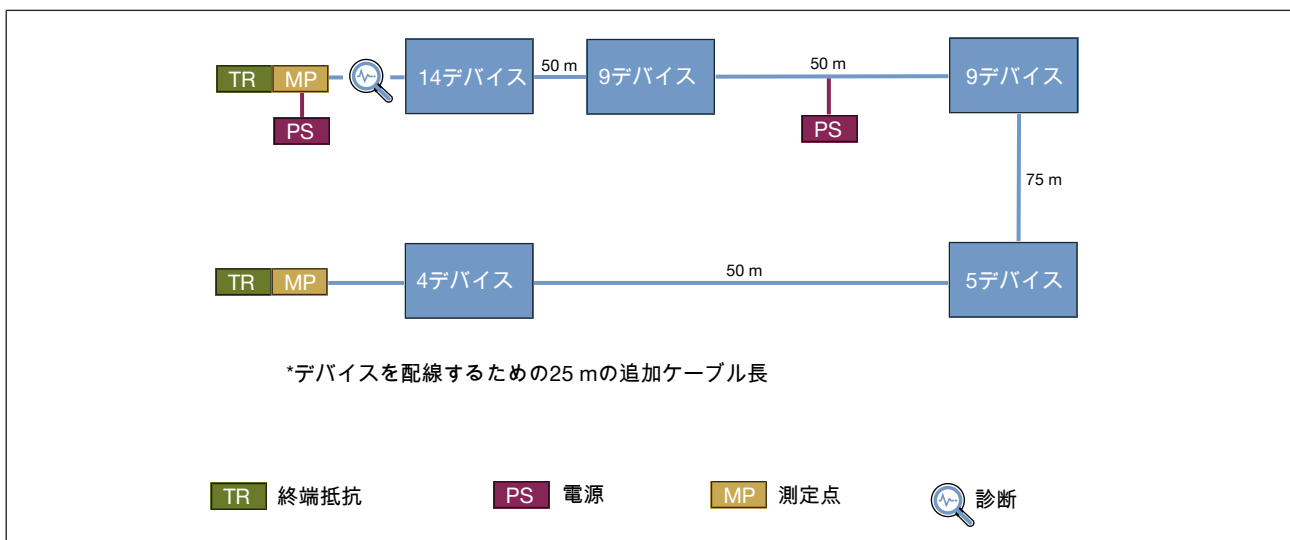 TR MP
14デバイス
50 m
9デバイス
50 m
9デバイス
PS
PS
75 m
TR MP
4デバイス
50 m
5デバイス
*デバイスを配線するための25 mの追加ケーブル長
TR 終端抵抗
PS 電源
MP 測定点
診断